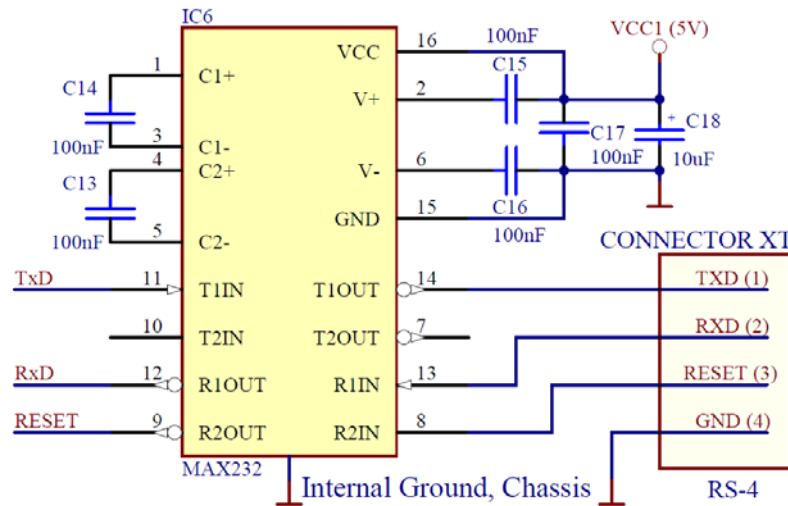 IC6
VCC1 (5V)
16
100nF
VCC
1
C15
C14
C1+
2
C18
V+
+
C17
100nF
3
100nF
10uF
C1-
4
C2+
6
V-
C13
C16
15
GND
100nF
100nF
5
C2-
CONNECTOR XT
TxD
11
T1IN
T1OUT
14
TXD (1)
10
T2IN
T2OUT
7
RXD (2)
RxD
12
R1OUT
R1IN
13
RESET (3)
RESET
9
R2OUT
R2IN
8
GND (4)
MAX232
Internal Ground, Chassis
RS-4